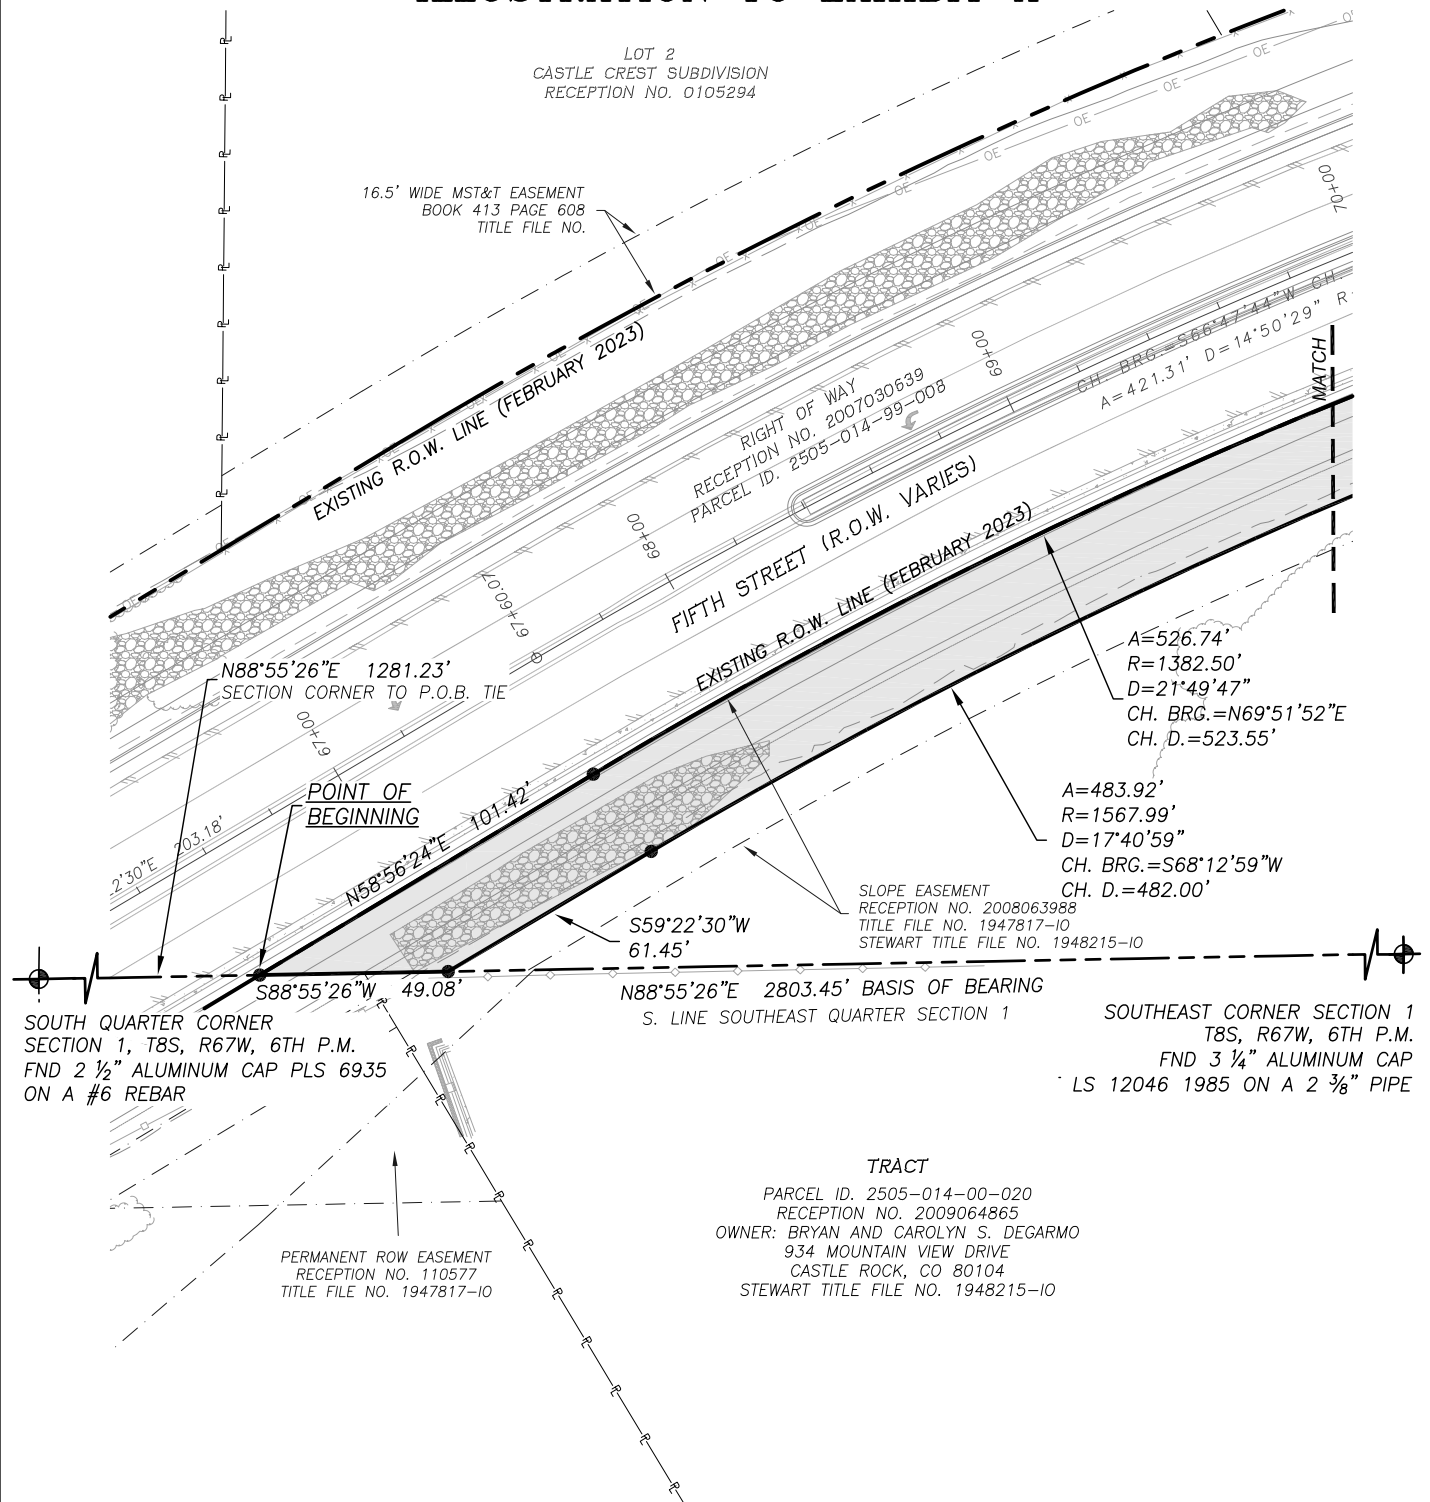 LOT 2
CASTLE CREST SUBDIVISION
RECEPTION NO. 0105294
16.5' WIDE MST&T EASEMENT
BOOK 413 PAGE 608
TITLE FILE NO.
EXISTING R.O.W. LINE (FEBRUARY 2023)
OE
OE
OE
OE
OE
70+00
69+00
CH. BRG.=S66°47'44"W CH.
A=421.31' D=14°50'29" R
MATCH
RIGHT OF WAY
RECEPTION NO. 2007030639
PARCEL ID. 2505-014-99-008
68+00
FIFTH STREET (R.O.W. VARIES)
67+60.07
EXISTING R.O.W. LINE (FEBRUARY 2023)
N88°55'26"E 1281.23'
SECTION CORNER TO P.O.B. TIE
67+00
A=526.74'
R=1382.50'
D=21°49'47"
CH. BRG.=N69°51'52"E
CH. D.=523.55'
POINT OF
BEGINNING
A=483.92'
R=1567.99'
D=17°40'59"
CH. BRG.=S68°12'59"W
CH. D.=482.00'
2'30"E 203.18'
N58°56'24"E 101.42'
SLOPE EASEMENT
RECEPTION NO. 2008063988
TITLE FILE NO. 1947817-IO
STEWART TITLE FILE NO. 1948215-IO
S59°22'30"W
61.45'
S88°55'26"W 49.08'
N88°55'26"E 2803.45' BASIS OF BEARING
S. LINE SOUTHEAST QUARTER SECTION 1
SOUTH QUARTER CORNER
SECTION 1, T8S, R67W, 6TH P.M.
FND 2 ½" ALUMINUM CAP PLS 6935
ON A #6 REBAR
SOUTHEAST CORNER SECTION 1
T8S, R67W, 6TH P.M.
FND 3 ¼" ALUMINUM CAP
LS 12046 1985 ON A 2 ⅜" PIPE
TRACT
PARCEL ID. 2505-014-00-020
RECEPTION NO. 2009064865
OWNER: BRYAN AND CAROLYN S. DEGARMO
934 MOUNTAIN VIEW DRIVE
CASTLE ROCK, CO 80104
STEWART TITLE FILE NO. 1948215-IO
PERMANENT ROW EASEMENT
RECEPTION NO. 110577
TITLE FILE NO. 1947817-IO